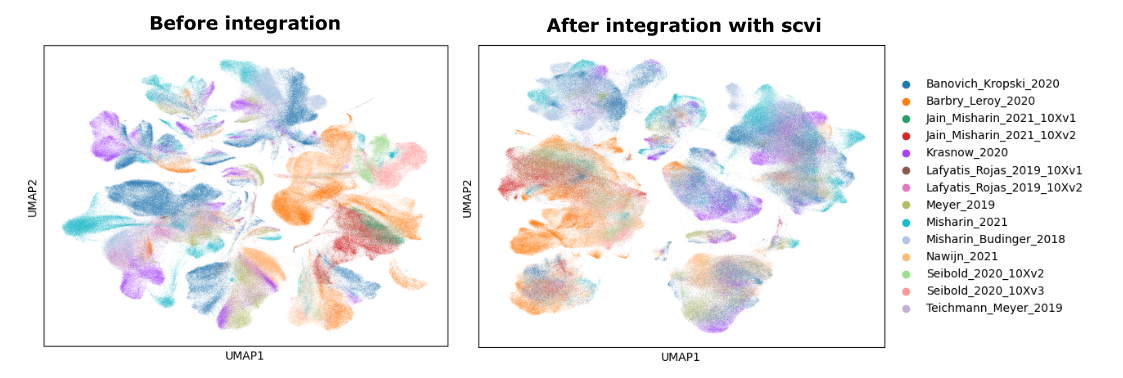 Before integration
After integration with scvi
UMAP2
UMAP1
UMAP2
UMAP1
Banovich_Kropski_2020
Barbry_Leroy_2020
Jain_Misharin_2021_10Xv1
Jain_Misharin_2021_10Xv2
Krasnow_2020
Lafyatis_Rojas_2019_10Xv1
Lafyatis_Rojas_2019_10Xv2
Meyer_2019
Misharin_2021
Misharin_Budinger_2018
Nawijn_2021
Seibold_2020_10Xv2
Seibold_2020_10Xv3
Teichmann_Meyer_2019